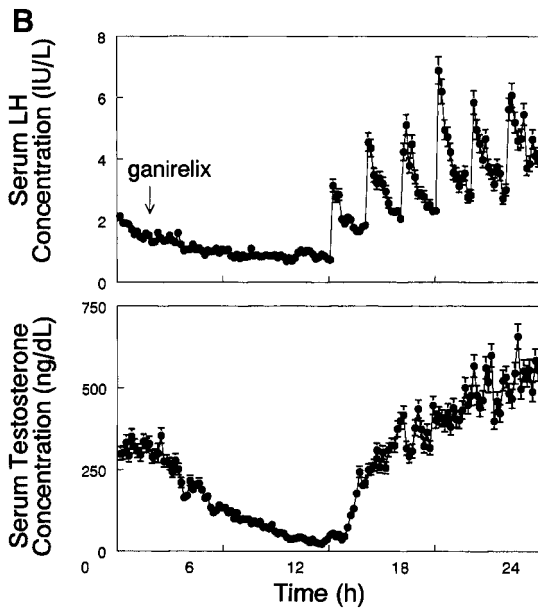 B
Serum LH
Concentration (IU/L)
8
6
4
2
0
ganirelix
Serum Testosterone
Concentration (ng/dL)
750
500
250
0
0 6 12 18 24
Time (h)